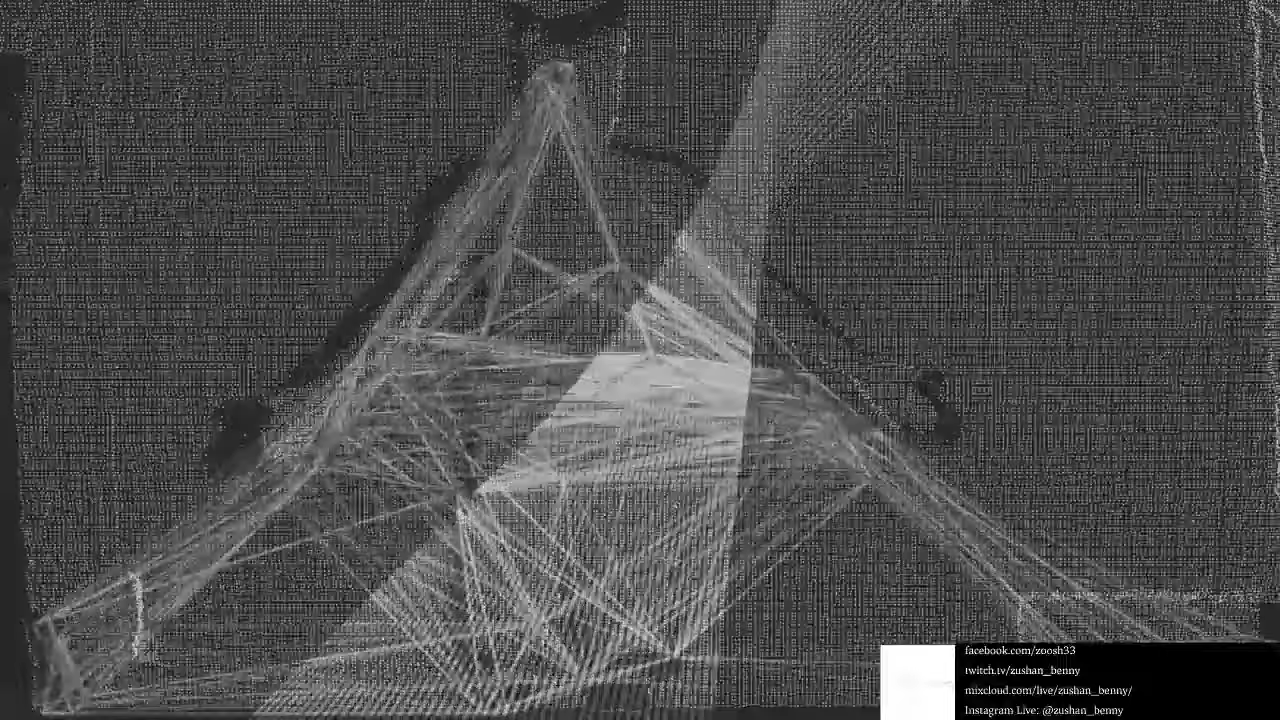 facebook.com/zoosh33
twitch.tv/zushan_benny
mixcloud.com/live/zushan_benny/
Instagram Live: @zushan_benny